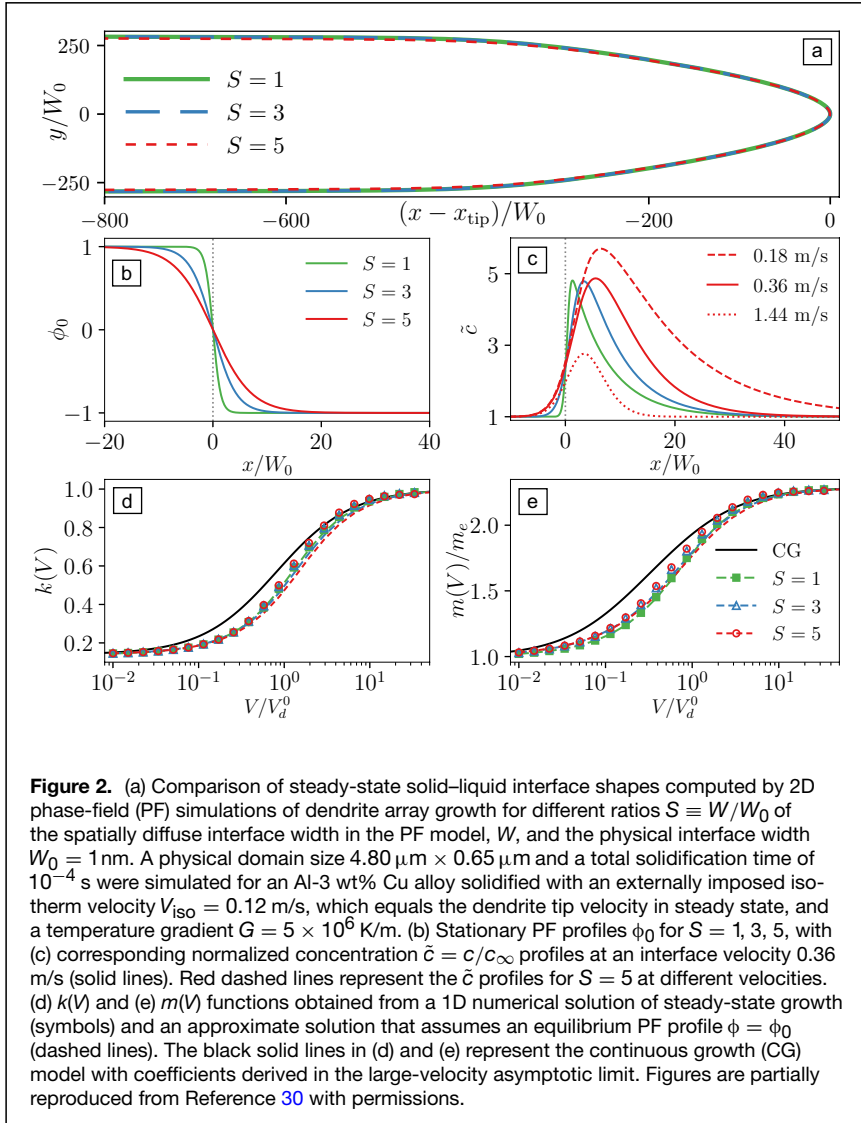 250
0
−250
y/W₀
S = 1
S = 3
S = 5
a
−800
−600
(x − x_tip)/W₀
−200
0
1
0
−1
ϕ₀
b
S = 1
S = 3
S = 5
−20
0
20
40
x/W₀
5
3
1
c̃
c
0.18 m/s
0.36 m/s
1.44 m/s
0
20
40
x/W₀
1.0
0.8
0.6
0.4
0.2
k(V)
d
10⁻²
10⁻¹
10⁰
10¹
V/V_d⁰
2.0
1.5
1.0
m(V)/mₑ
e
CG
S = 1
S = 3
S = 5
10⁻²
10⁻¹
10⁰
10¹
V/V_d⁰
Figure 2. (a) Comparison of steady-state solid–liquid interface shapes computed by 2D
phase-field (PF) simulations of dendrite array growth for different ratios S ≡ W/W₀ of
the spatially diffuse interface width in the PF model, W, and the physical interface width
W₀ = 1 nm. A physical domain size 4.80 μm × 0.65 μm and a total solidification time of
10⁻⁴ s were simulated for an Al-3 wt% Cu alloy solidified with an externally imposed iso-
therm velocity V_iso = 0.12 m/s, which equals the dendrite tip velocity in steady state, and
a temperature gradient G = 5 × 10⁶ K/m. (b) Stationary PF profiles ϕ₀ for S = 1, 3, 5, with
(c) corresponding normalized concentration c̃ = c/c∞ profiles at an interface velocity 0.36
m/s (solid lines). Red dashed lines represent the c̃ profiles for S = 5 at different velocities.
(d) k(V) and (e) m(V) functions obtained from a 1D numerical solution of steady-state growth
(symbols) and an approximate solution that assumes an equilibrium PF profile ϕ = ϕ₀
(dashed lines). The black solid lines in (d) and (e) represent the continuous growth (CG)
model with coefficients derived in the large-velocity asymptotic limit. Figures are partially
reproduced from Reference 30 with permissions.